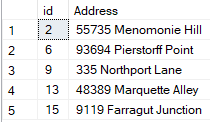 id Address
1 2 55735 Menomonie Hill
2 6 93694 Pierstorff Point
3 9 335 Northport Lane
4 13 48389 Marquette Alley
5 15 9119 Farragut Junction